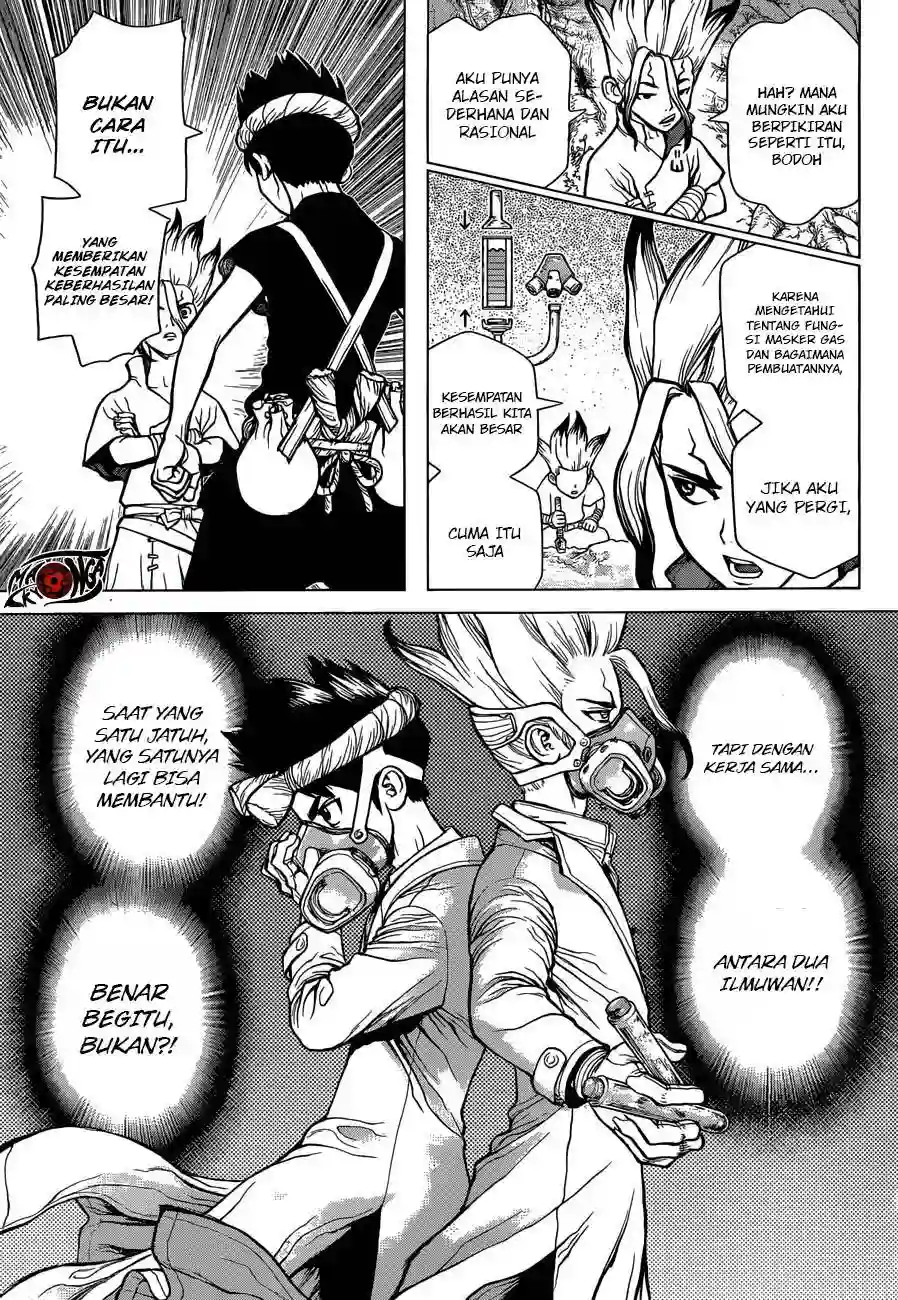 HAH? MANA
MUNGKIN AKU
BERPIKIRAN
SEPERTI ITU,
BODOH
AKU PUNYA
ALASAN SE-
DERHANA DAN
RASIONAL
KARENA
MENGETAHUI
TENTANG FUNG-
SI MASKER GAS
DAN BAGAIMANA
PEMBUATANNYA,
JIKA AKU
YANG PERGI,
KESEMPATAN
BERHASIL KITA
AKAN BESAR
CUMA ITU
SAJA
BUKAN
CARA
ITU...
YANG
MEMBERIKAN
KESEMPATAN
KEBERHASILAN
PALING BESAR!
TAPI DENGAN
KERJA SAMA...
ANTARA DUA
ILMUWAN!!
SAAT YANG
SATU JATUH,
YANG SATUNYA
LAGI BISA
MEMBANTU!
BENAR
BEGITU,
BUKAN?!